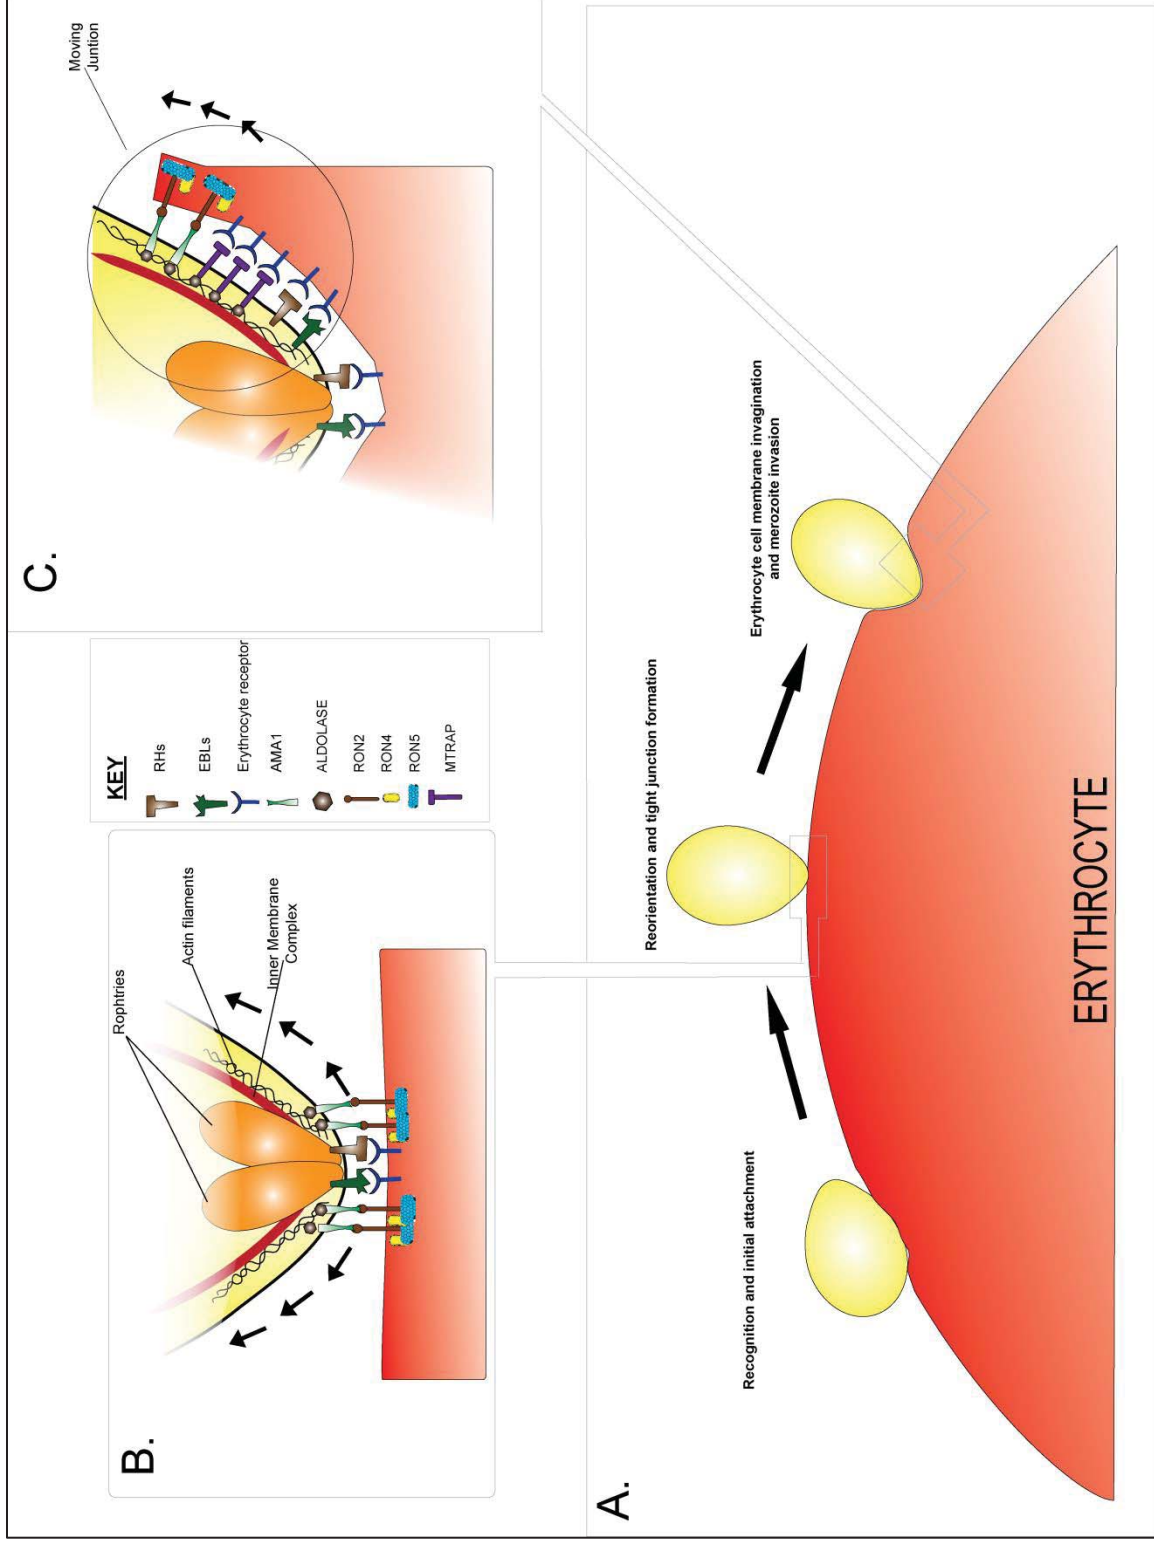 B.
Rophtries
Actin filaments
Inner Membrane
Complex
KEY
RHs
EBLs
Erythrocyte receptor
AMA1
ALDOLASE
RON2
RON4
RON5
MTRAP
C.
Moving
Juntion
A.
Recognition and initial attachment
Reorientation and tight junction formation
Erythrocyte cell membrane invagination
and merozoite invasion
ERYTHROCYTE